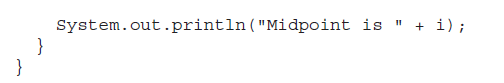 System.out.println("Midpoint is " + i);
}
}